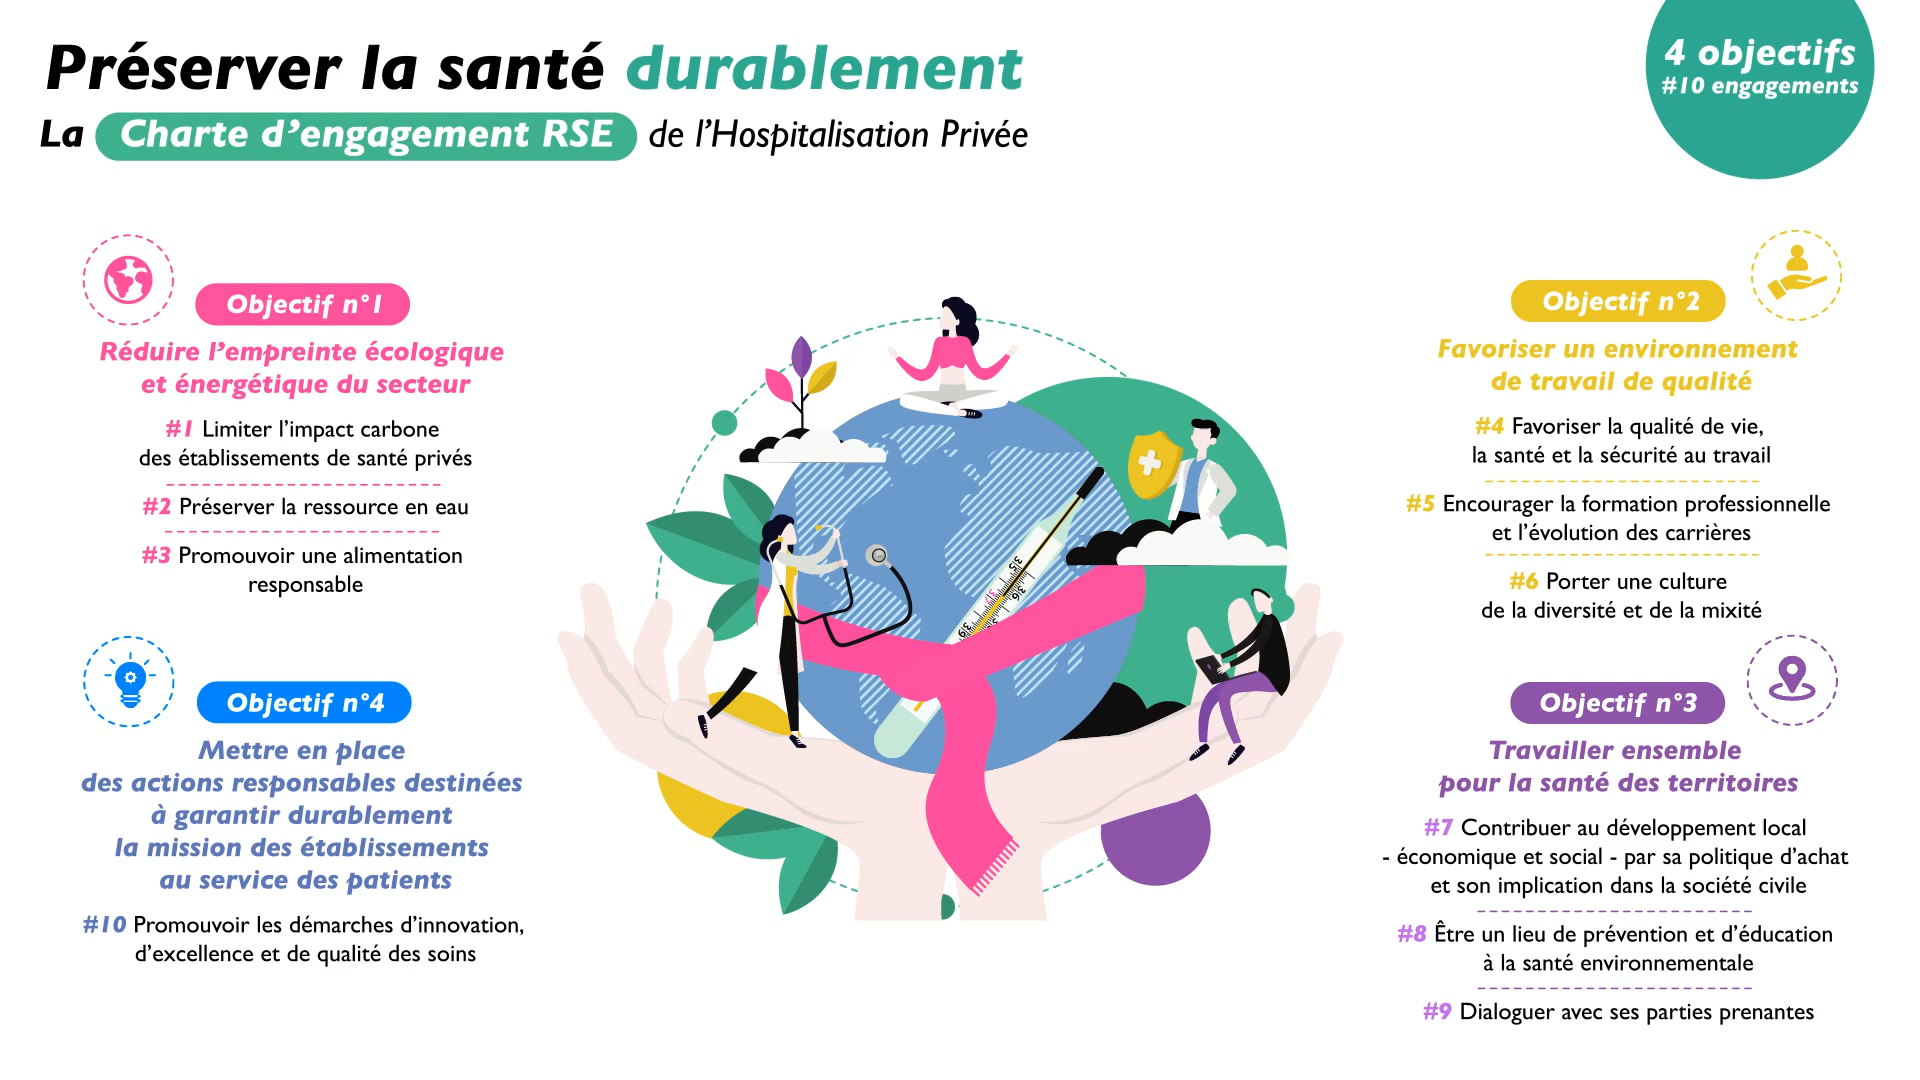 Préserver la santé durablement
La Charte d’engagement RSE de l’Hospitalisation Privée
4 objectifs
#10 engagements
Objectif n°1
Réduire l’empreinte écologique
et énergétique du secteur
#1 Limiter l’impact carbone
des établissements de santé privés
#2 Préserver la ressource en eau
#3 Promouvoir une alimentation
responsable
Objectif n°2
Favoriser un environnement
de travail de qualité
#4 Favoriser la qualité de vie,
la santé et la sécurité au travail
#5 Encourager la formation professionnelle
et l’évolution des carrières
#6 Porter une culture
de la diversité et de la mixité
Objectif n°3
Travailler ensemble
pour la santé des territoires
#7 Contribuer au développement local
- économique et social - par sa politique d’achat
et son implication dans la société civile
#8 Être un lieu de prévention et d’éducation
à la santé environnementale
#9 Dialoguer avec ses parties prenantes
Objectif n°4
Mettre en place
des actions responsables destinées
à garantir durablement
la mission des établissements
au service des patients
#10 Promouvoir les démarches d’innovation,
d’excellence et de qualité des soins